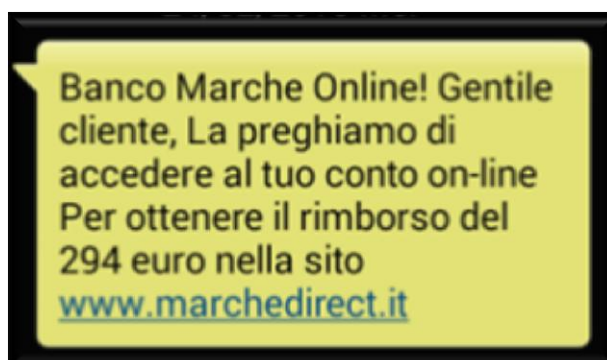 Banco Marche Online! Gentile
cliente, La preghiamo di
accedere al tuo conto on-line
Per ottenere il rimborso del
294 euro nella sito
www.marchedirect.it